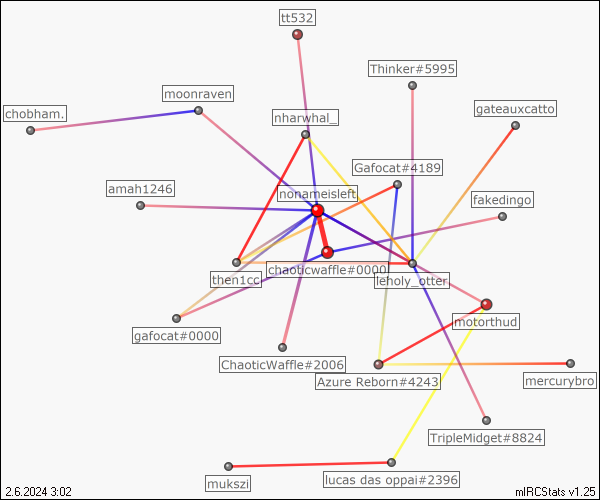 tt532
Thinker#5995
moonraven
chobham.
gateauxcatto
nharwhal_
Gafocat#4189
amah1246
nonameisleft
fakedingo
chaoticwaffle#0000
then1cc
leholy_otter
motorthud
gafocat#0000
ChaoticWaffle#2006
Azure Reborn#4243
mercurybro
TripleMidget#8824
mukszi
lucas das oppai#2396
2.6.2024 3:02
mIRCStats v1.25